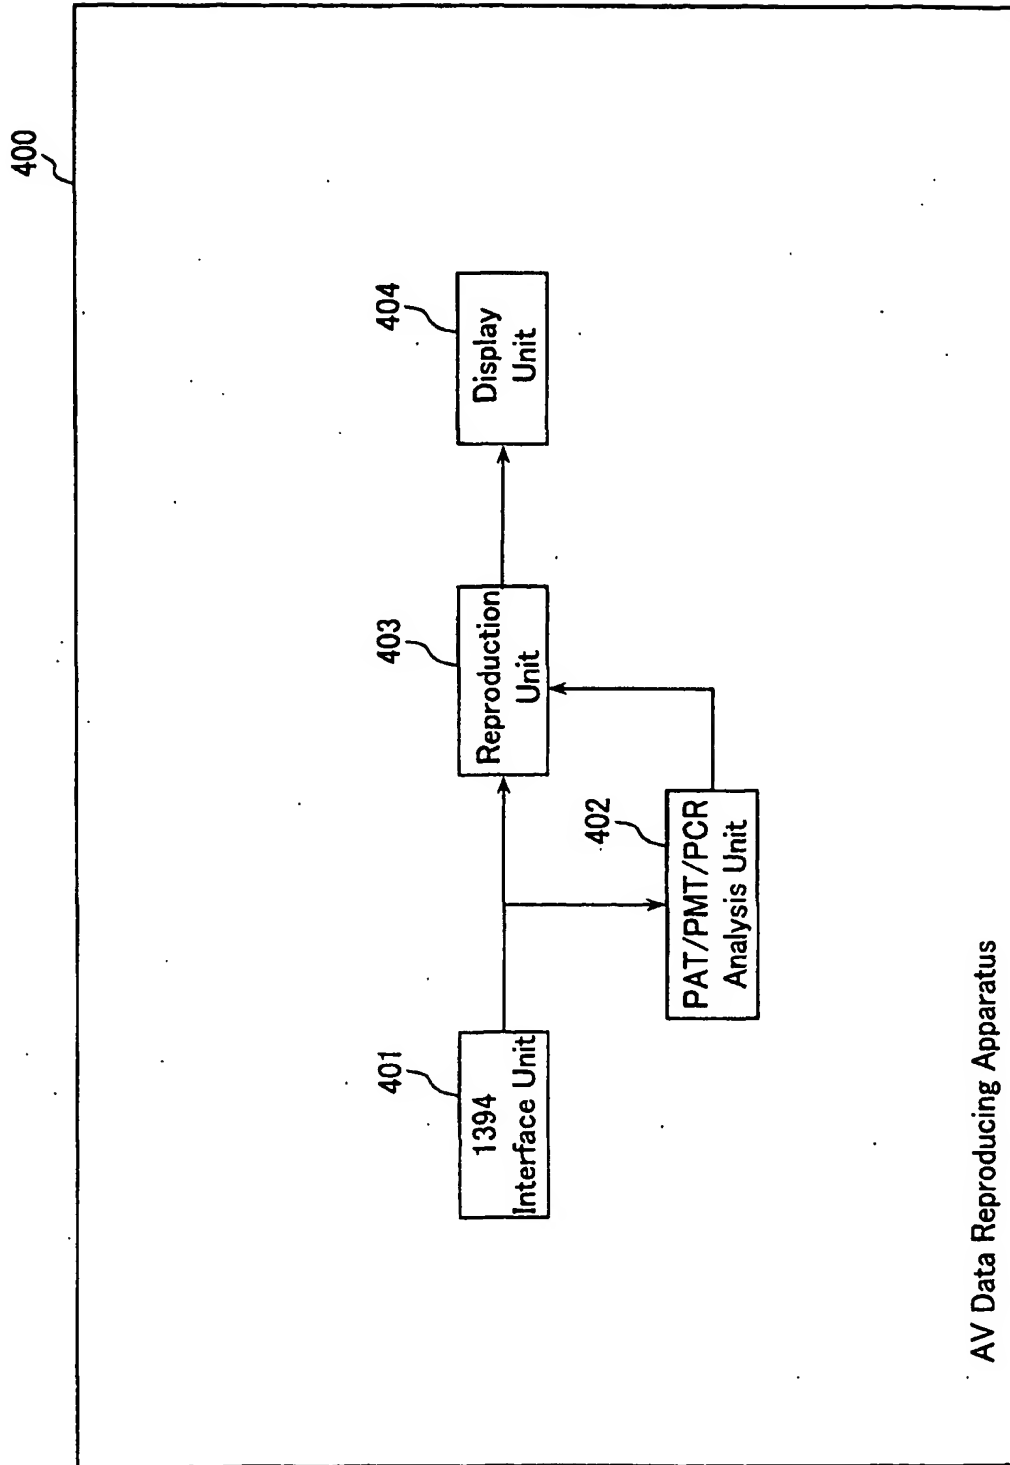 400
401
1394
Interface Unit
402
PAT/PMT/PCR
Analysis Unit
403
Reproduction
Unit
404
Display
Unit
AV Data Reproducing Apparatus